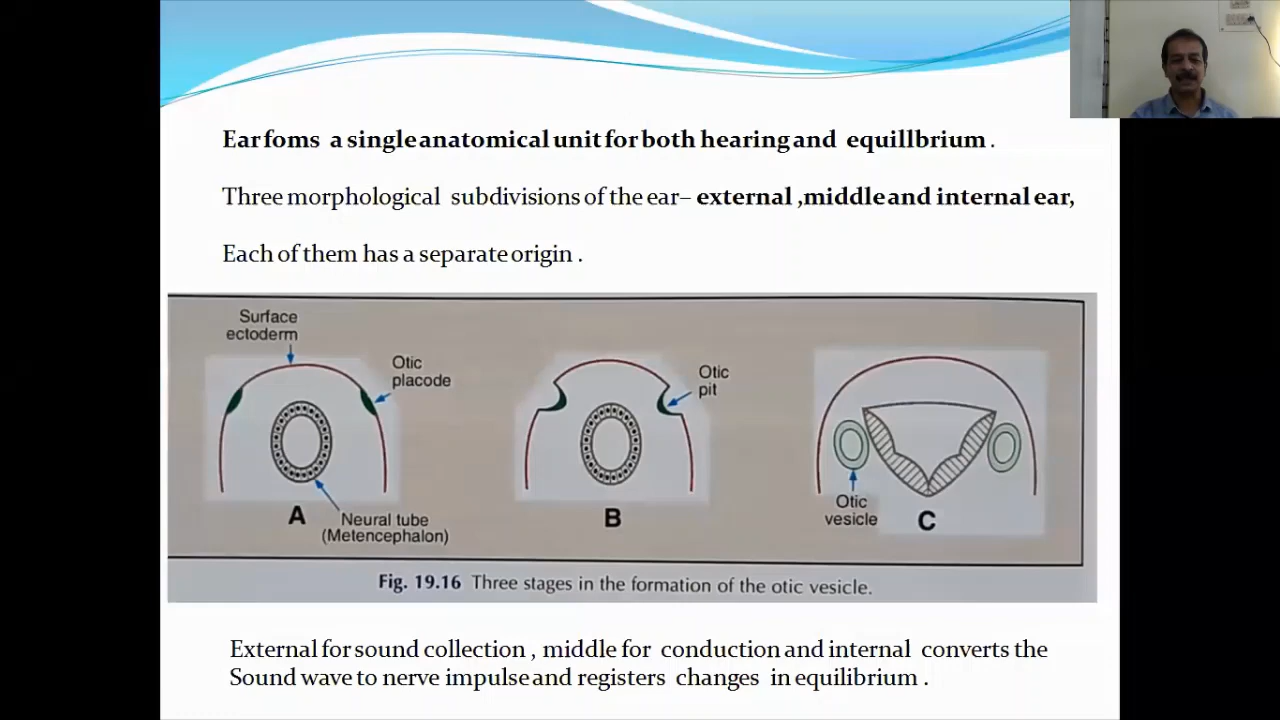 Ear foms a single anatomical unit for both hearing and equillbrium .
Three morphological subdivisions of the ear– external ,middle and internal ear,
Each of them has a separate origin .
Surface
ectoderm
Otic
placode
Otic
pit
Otic
vesicle
A
B
C
Neural tube
(Metencephalon)
Fig. 19.16 Three stages in the formation of the otic vesicle.
External for sound collection , middle for conduction and internal converts the
Sound wave to nerve impulse and registers changes in equilibrium .